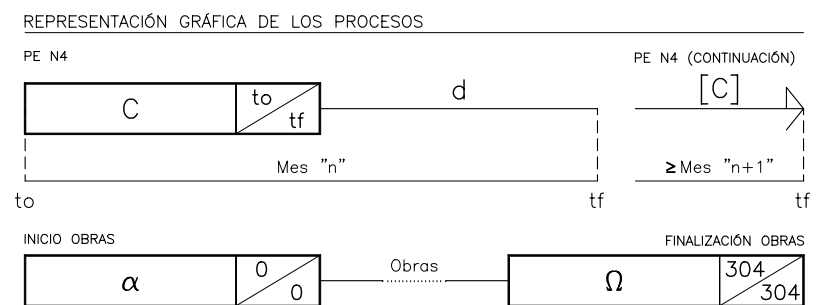 REPRESENTACIÓN GRÁFICA DE LOS PROCESOS
PE N4
PE N4 (CONTINUACIÓN)
C
to
tf
d
[C]
Mes "n"
≥Mes "n+1"
to
tf
tf
INICIO OBRAS
FINALIZACIÓN OBRAS
α
0
0
Obras
Ω
304
304